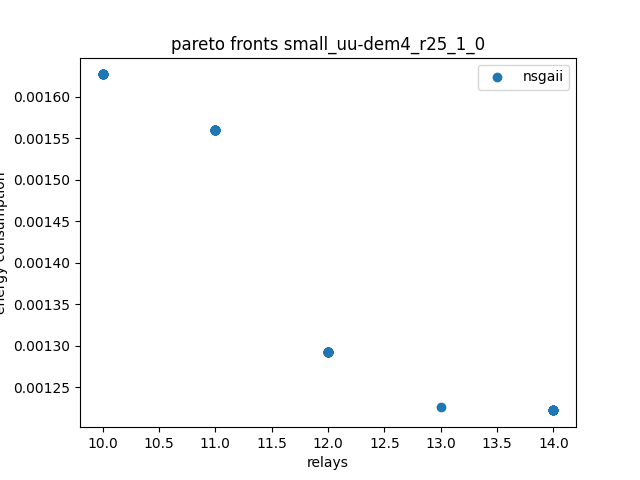 pareto fronts small_uu-dem4_r25_1_0
nsgaii
0.00160
0.00155
0.00150
0.00145
0.00140
0.00135
0.00130
0.00125
energy consumption
10.0 10.5 11.0 11.5 12.0 12.5 13.0 13.5 14.0
relays